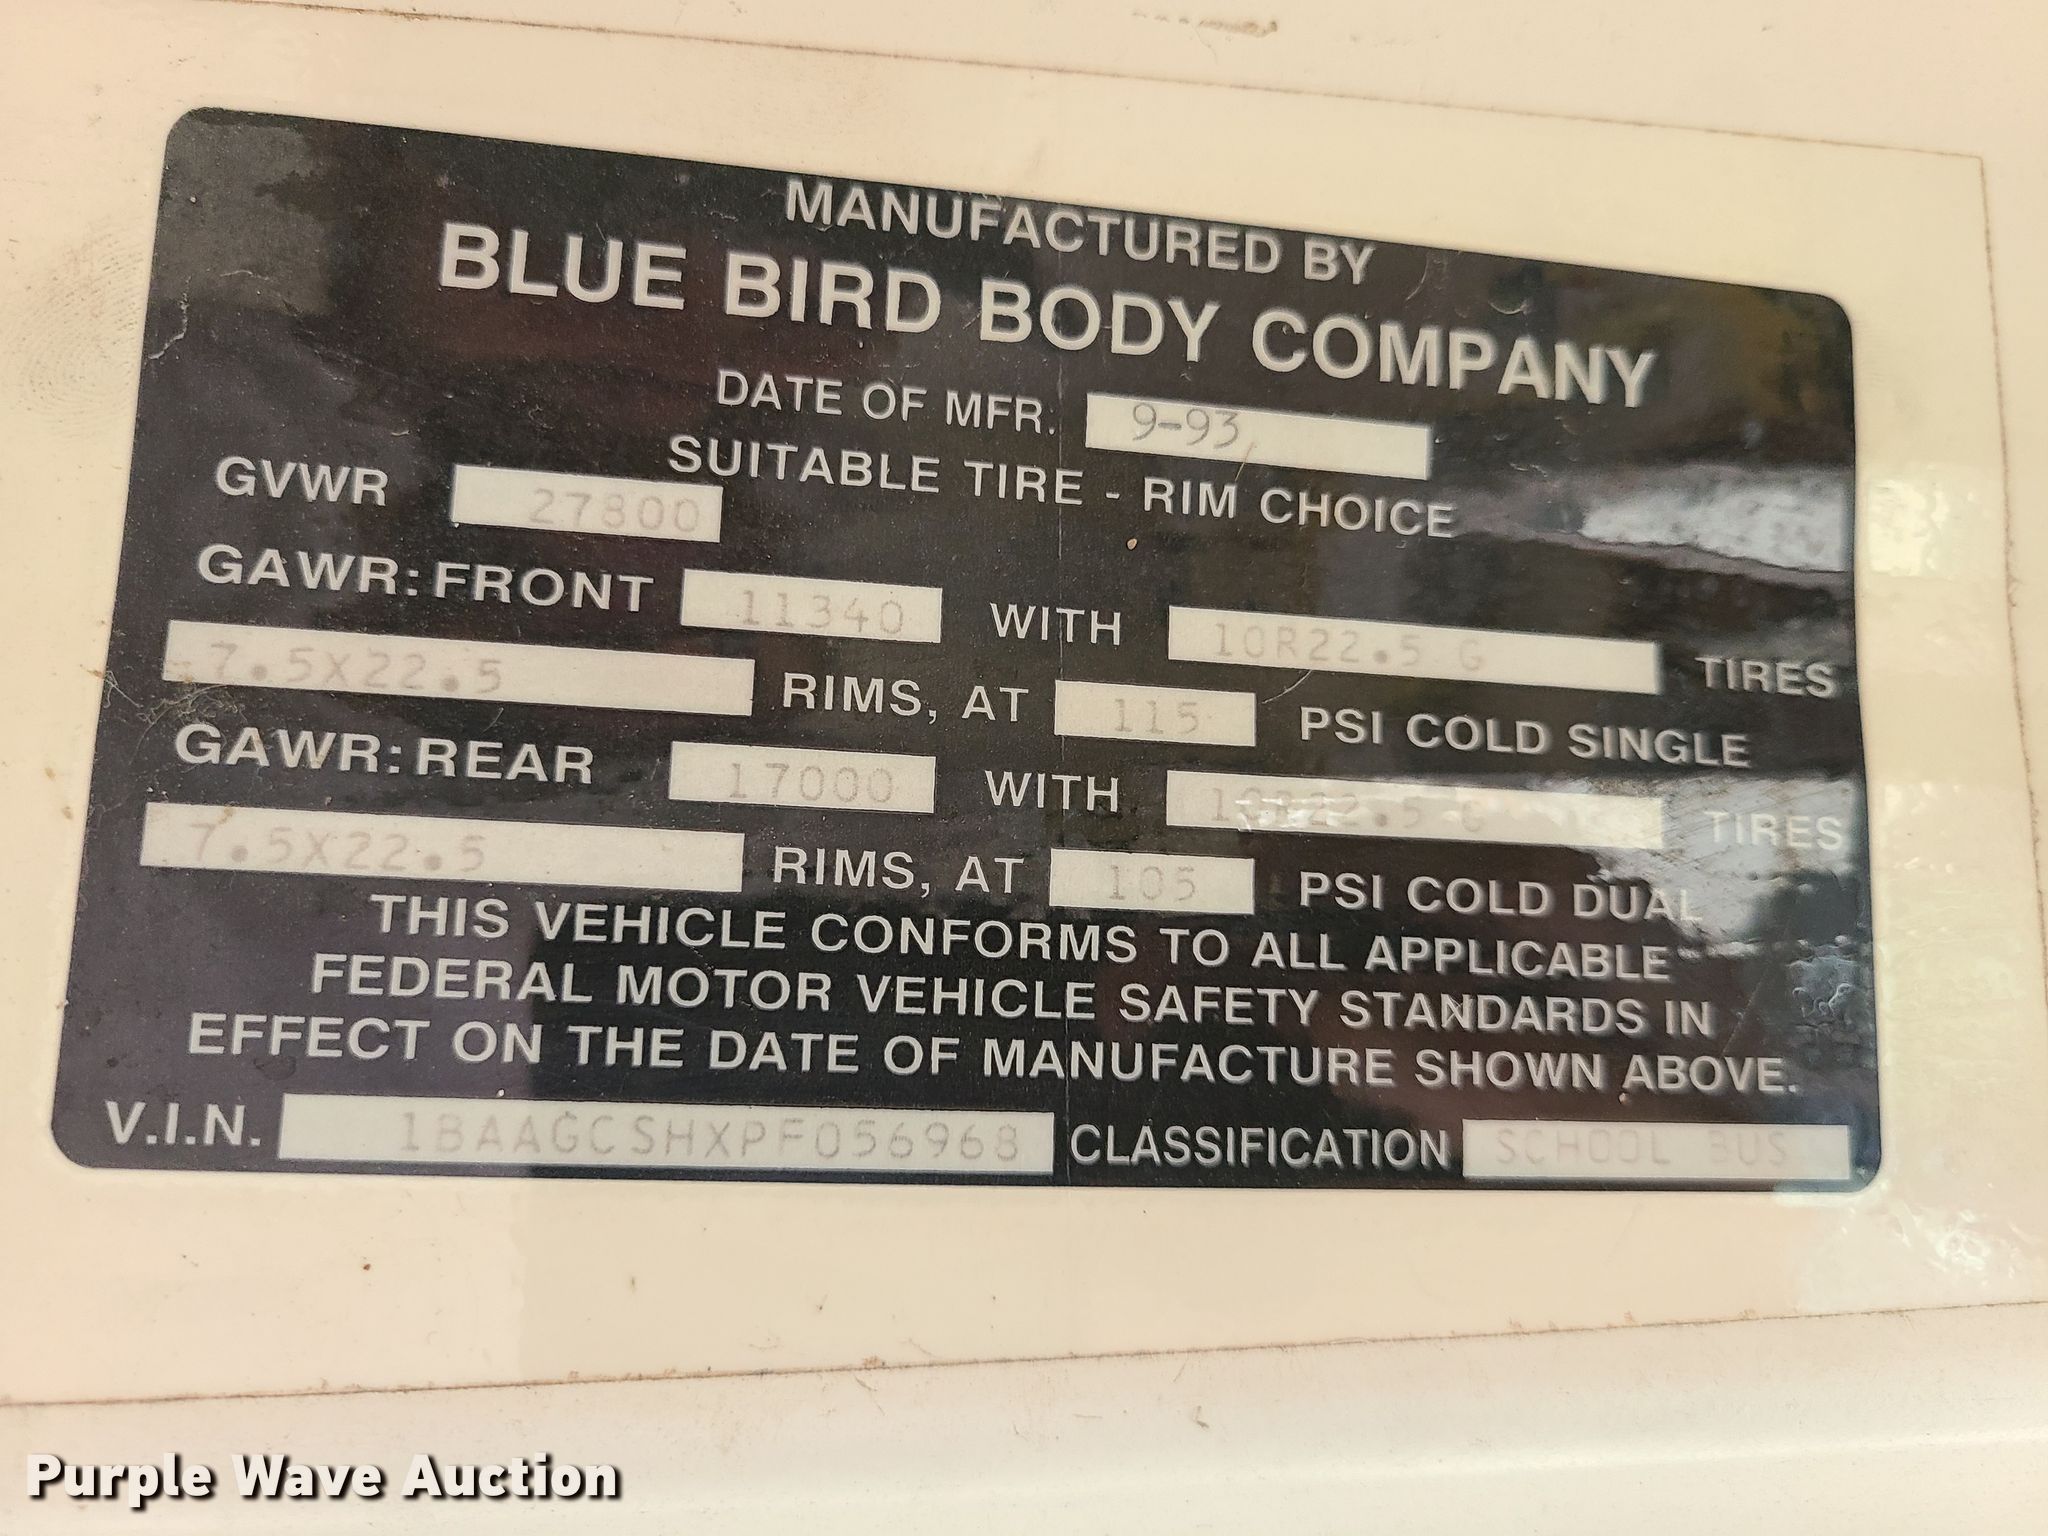 MANUFACTURED BY
BLUE BIRD BODY COMPANY
DATE OF MFR. 9-93
SUITABLE TIRE - RIM CHOICE
GVWR 27800
GAWR: FRONT 11340 WITH 10R22.5 G TIRES
7.5X22.5 RIMS, AT 115 PSI COLD SINGLE
GAWR: REAR 17000 WITH 10R22.5 G TIRES
7.5X22.5 RIMS, AT 105 PSI COLD DUAL
THIS VEHICLE CONFORMS TO ALL APPLICABLE
FEDERAL MOTOR VEHICLE SAFETY STANDARDS IN
EFFECT ON THE DATE OF MANUFACTURE SHOWN ABOVE.
V.I.N. 1BAAGCSHXPF056968 CLASSIFICATION SCHOOL BUS
Purple Wave Auction